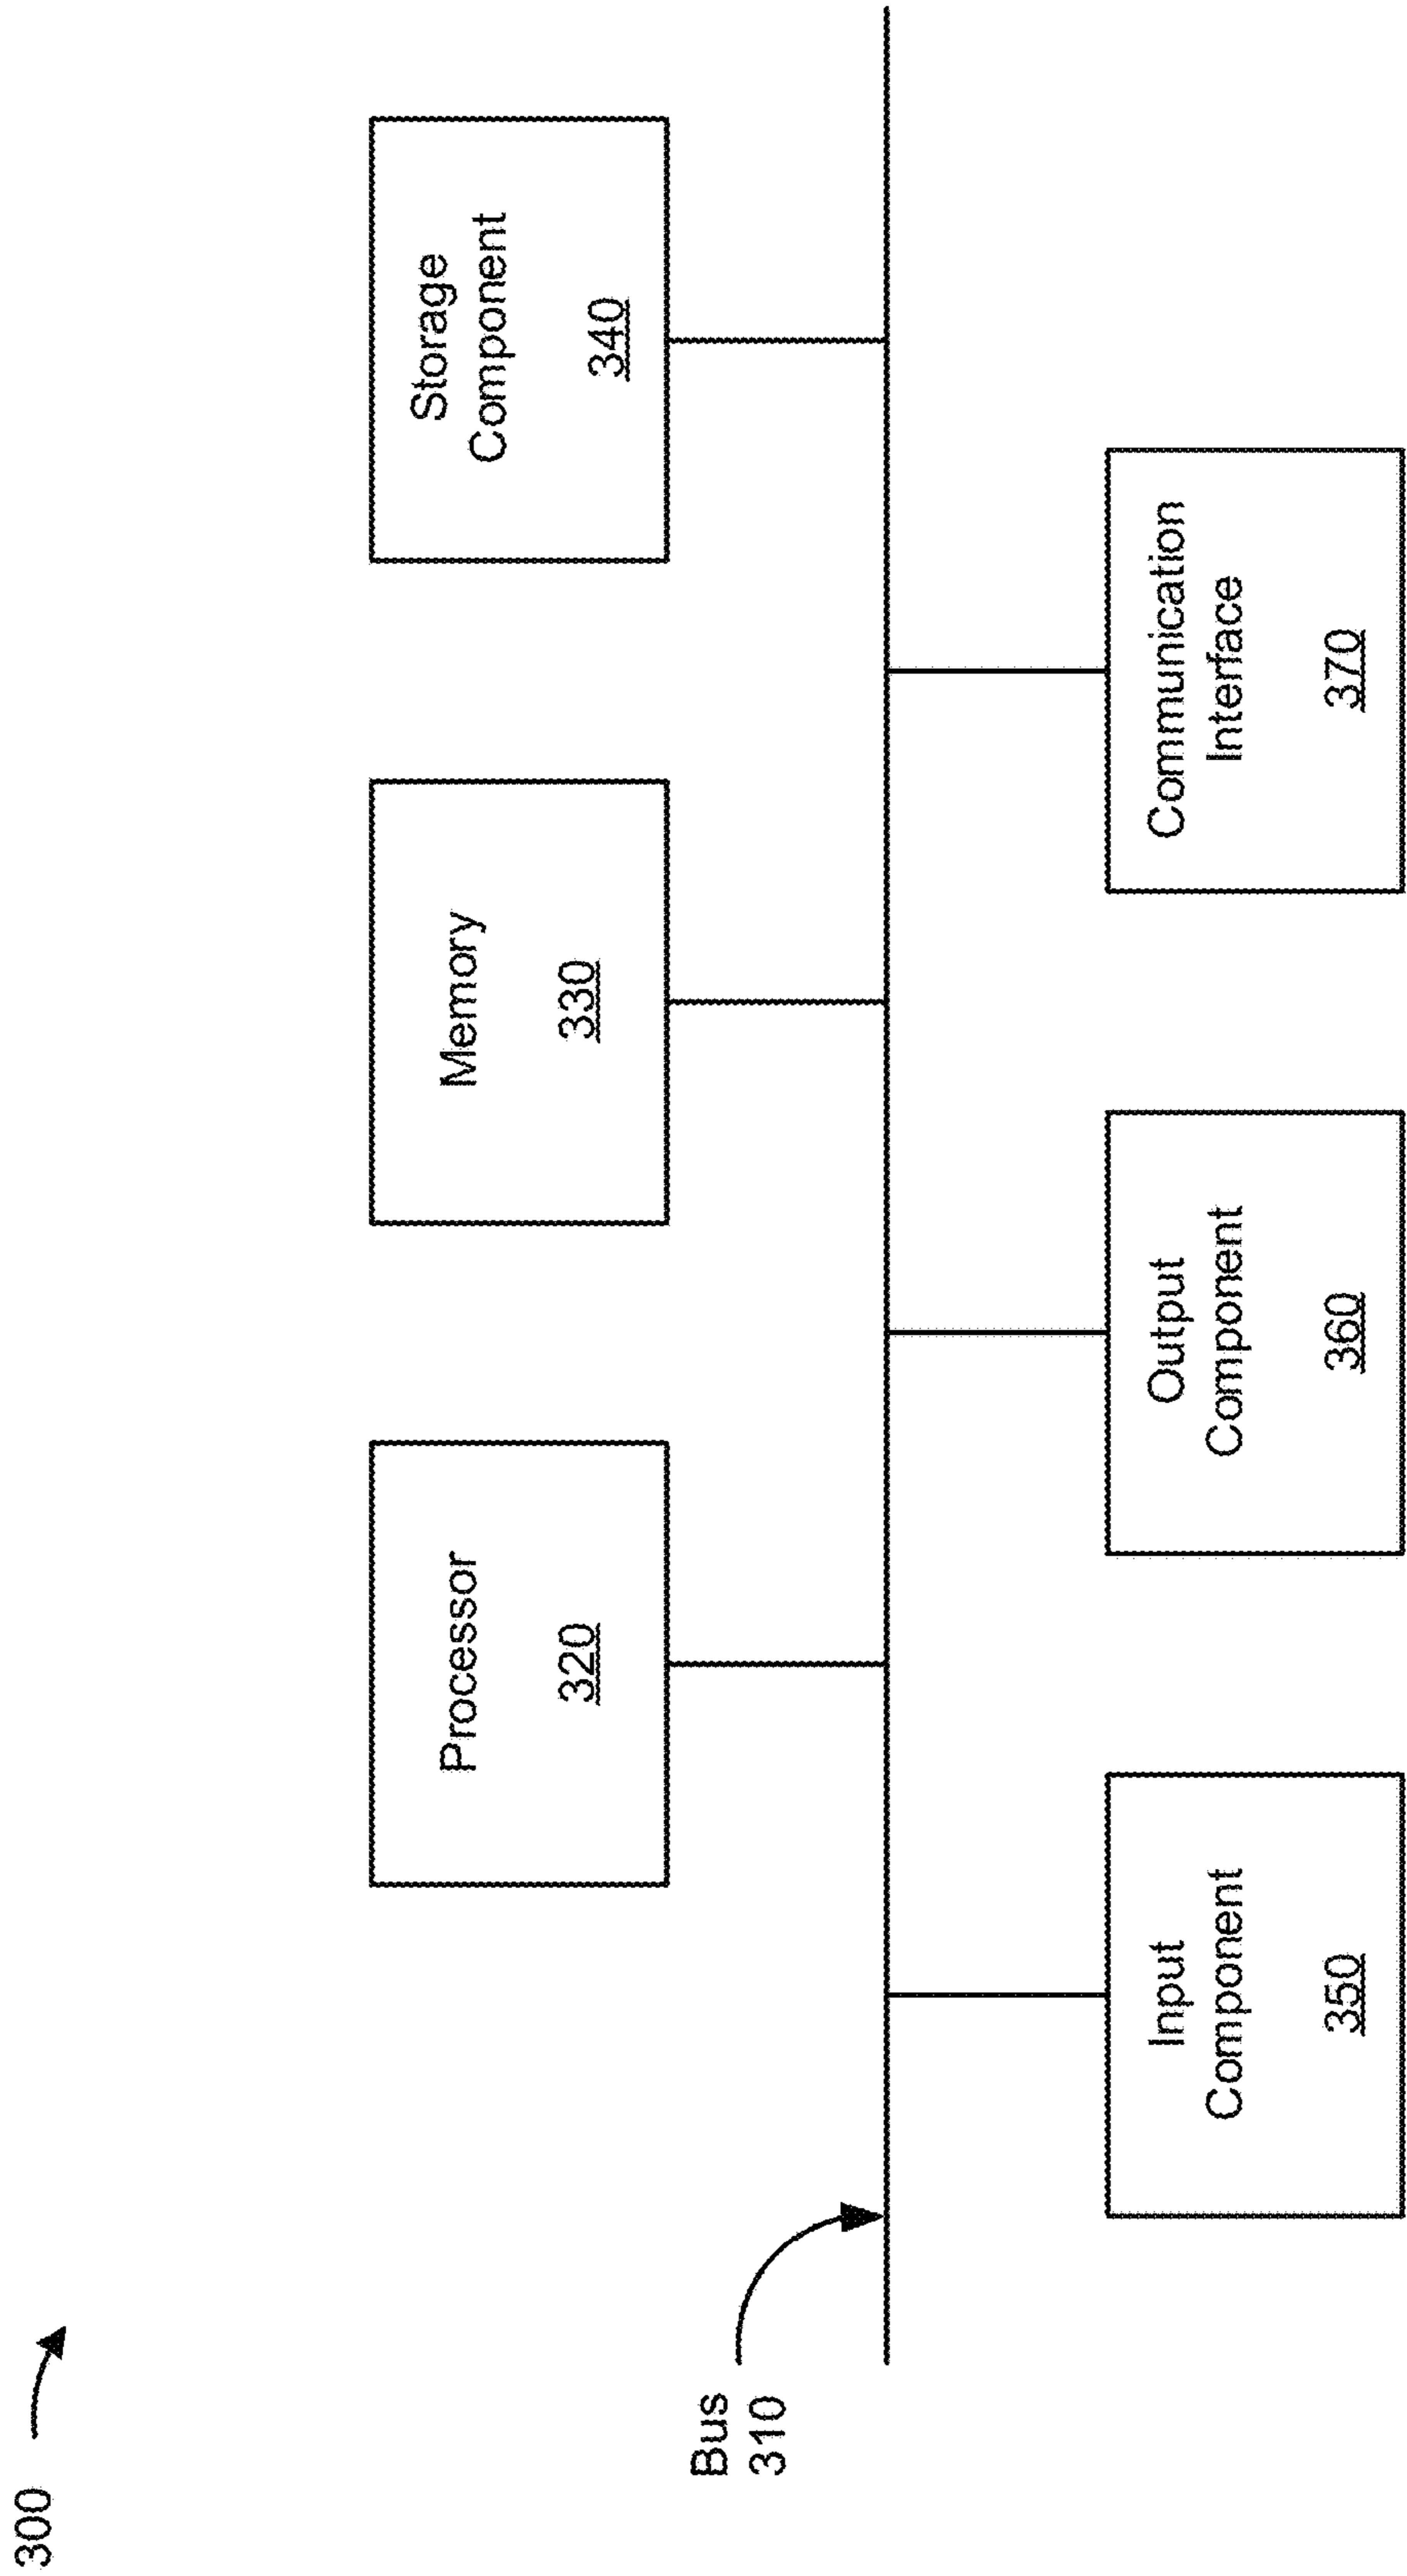 300
Processor
320
Memory
330
Storage
Component
340
Bus
310
Input
Component
350
Output
Component
360
Communication
Interface
370